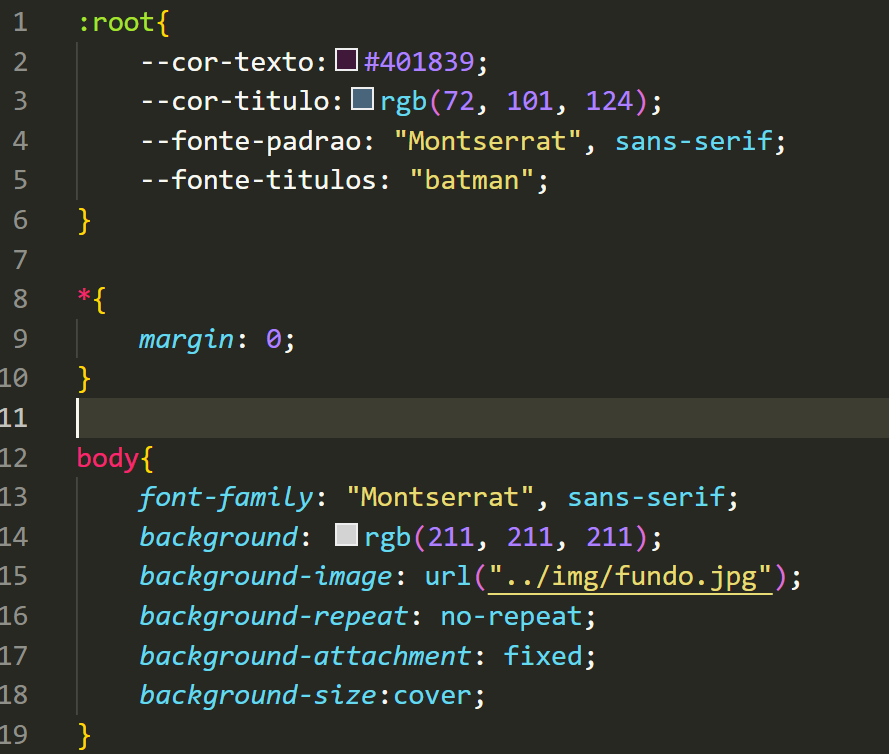 1 :root{
2 --cor-texto: #401839;
3 --cor-titulo: rgb(72, 101, 124);
4 --fonte-padrao: "Montserrat", sans-serif;
5 --fonte-titulos: "batman";
6 }
7
8 *{
9 margin: 0;
10 }
11
12 body{
13 font-family: "Montserrat", sans-serif;
14 background: rgb(211, 211, 211);
15 background-image: url("../img/fundo.jpg");
16 background-repeat: no-repeat;
17 background-attachment: fixed;
18 background-size:cover;
19 }